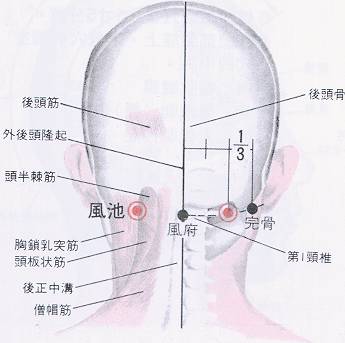 後頭筋
外後頭隆起
頭半棘筋
風池
胸鎖乳突筋
頭板状筋
後正中溝
僧帽筋
後頭骨
1
3
風府
完骨
第1頸椎